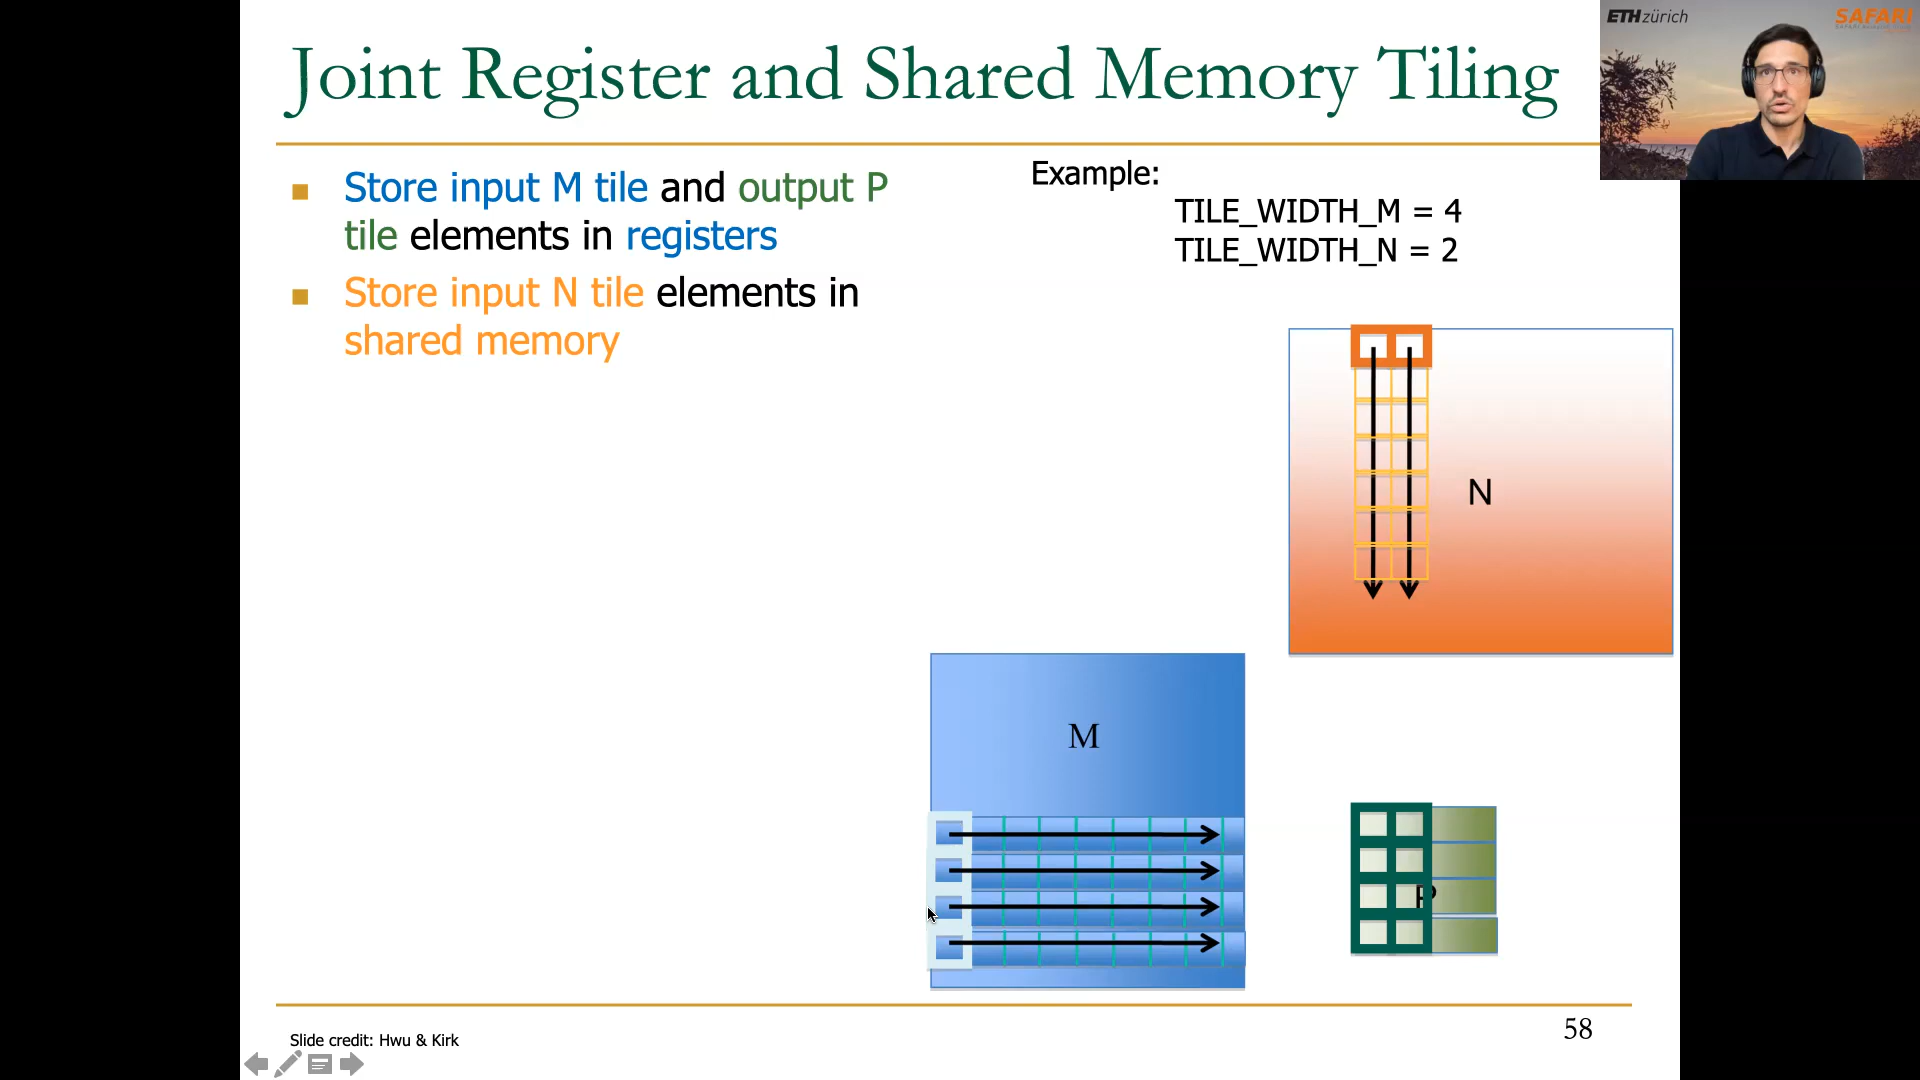 Joint Register and Shared Memory Tiling
ETH zürich
SAFARI
Store input M tile and output P
tile elements in registers
Store input N tile elements in
shared memory
Example:
TILE_WIDTH_M = 4
TILE_WIDTH_N = 2
N
M
P
Slide credit: Hwu & Kirk
58